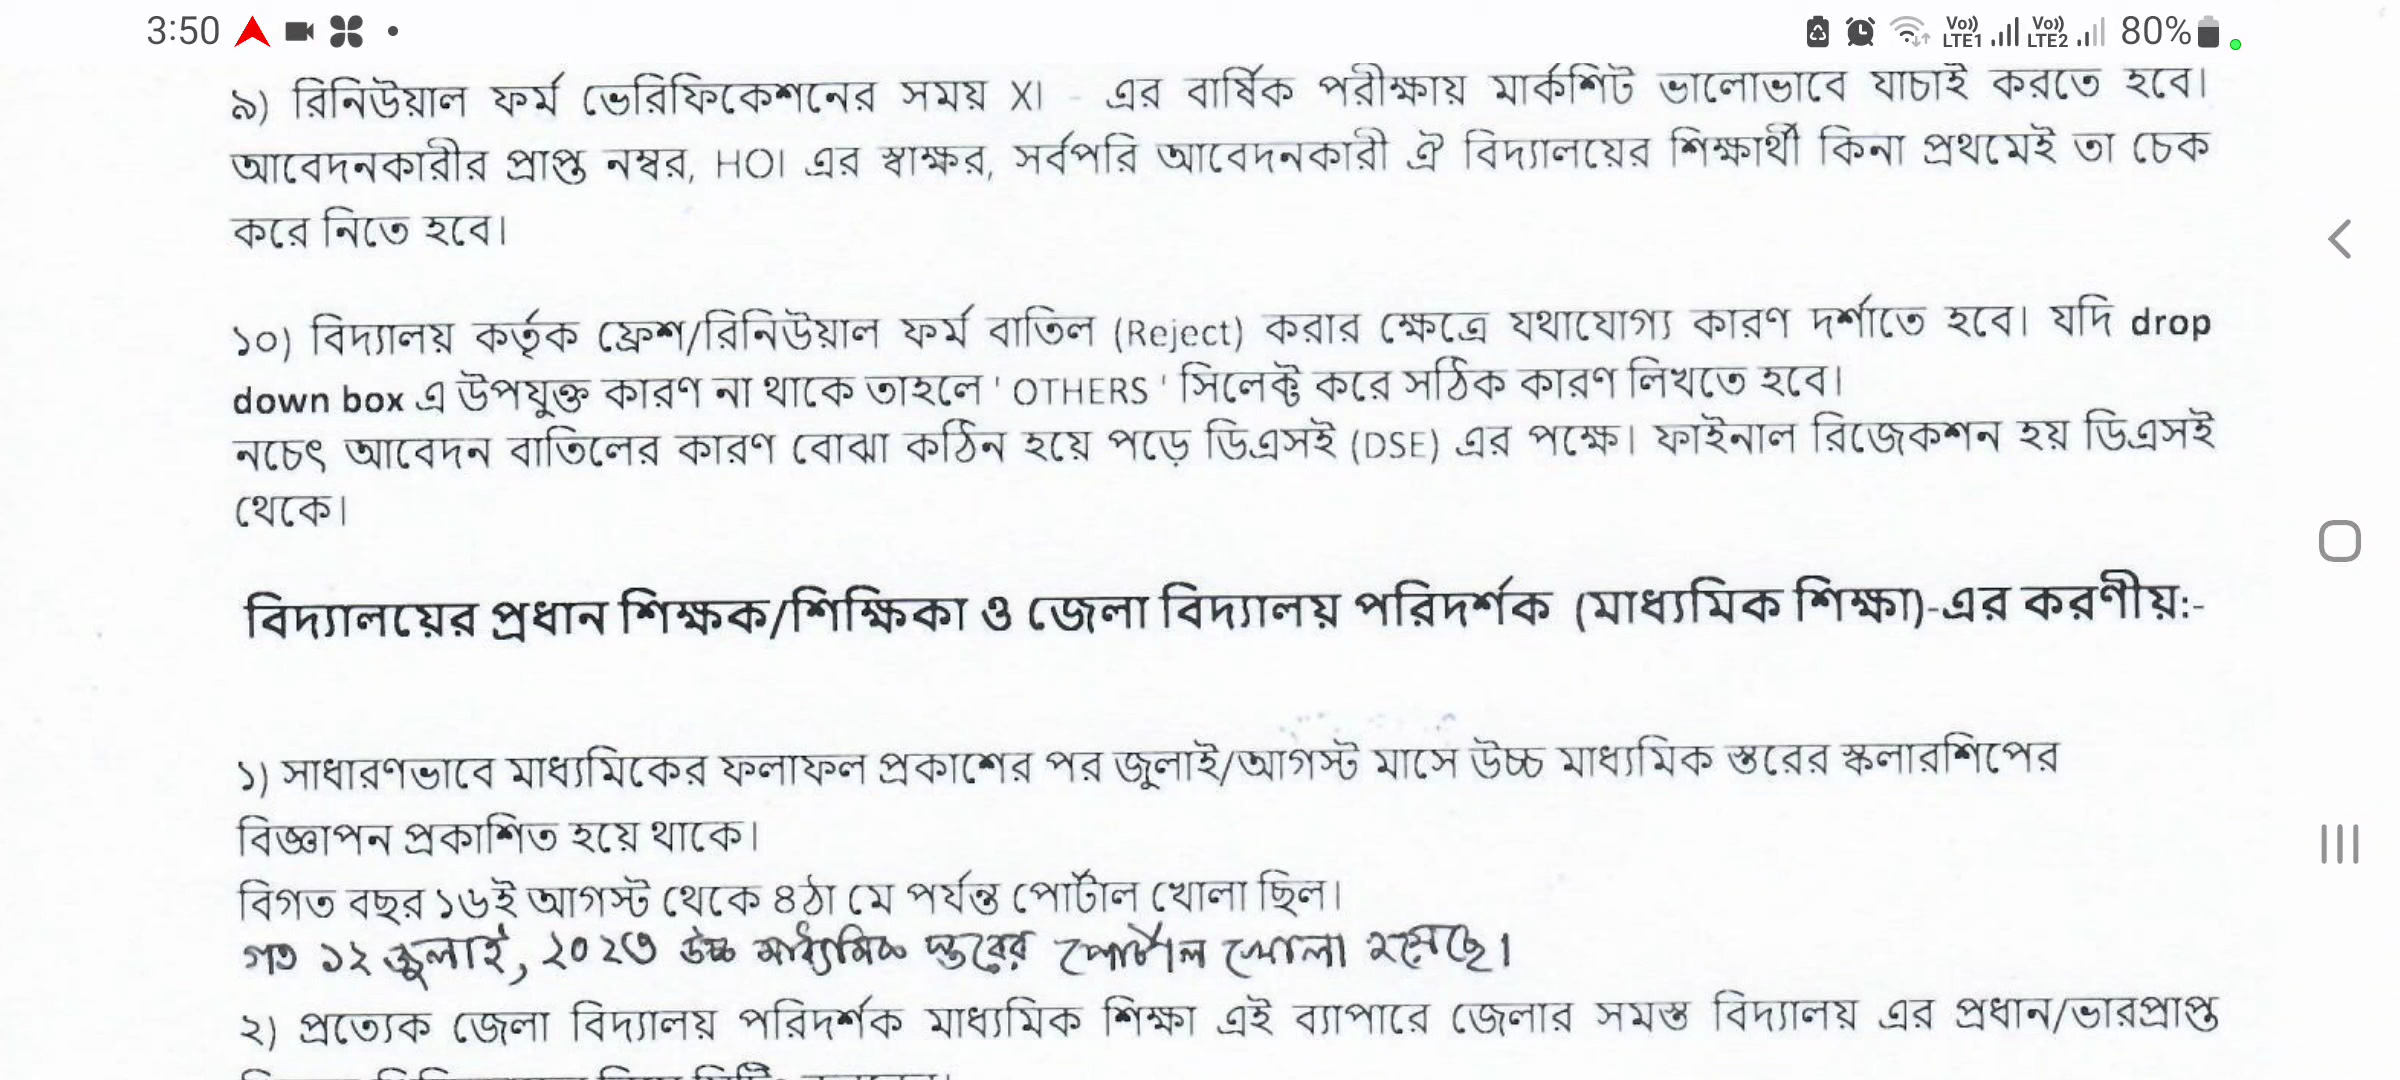 3:50
Vo)) LTE1 Vo)) LTE2 80%
৯) রিনিউয়াল ফর্ম ভেরিফিকেশনের সময় XI - এর বার্ষিক পরীক্ষায় মার্কশিট ভালোভাবে যাচাই করতে হবে।
আবেদনকারীর প্রাপ্ত নম্বর, HOI এর স্বাক্ষর, সর্বপরি আবেদনকারী ঐ বিদ্যালয়ের শিক্ষার্থী কিনা প্রথমেই তা চেক
করে নিতে হবে।
১০) বিদ্যালয় কর্তৃক ফ্রেশ/রিনিউয়াল ফর্ম বাতিল (Reject) করার ক্ষেত্রে যথাযোগ্য কারণ দর্শাতে হবে। যদি drop
down box এ উপযুক্ত কারণ না থাকে তাহলে ' OTHERS ' সিলেক্ট করে সঠিক কারণ লিখতে হবে।
নচেৎ আবেদন বাতিলের কারণ বোঝা কঠিন হয়ে পড়ে ডিএসই (DSE) এর পক্ষে। ফাইনাল রিজেকশন হয় ডিএসই
থেকে।
বিদ্যালয়ের প্রধান শিক্ষক/শিক্ষিকা ও জেলা বিদ্যালয় পরিদর্শক (মাধ্যমিক শিক্ষা)-এর করণীয়ঃ-
১) সাধারণভাবে মাধ্যমিকের ফলাফল প্রকাশের পর জুলাই/আগস্ট মাসে উচ্চ মাধ্যমিক স্তরের স্কলারশিপের
বিজ্ঞাপন প্রকাশিত হয়ে থাকে।
বিগত বছর ১৬ই আগস্ট থেকে ৪ঠা মে পর্যন্ত পোর্টাল খোলা ছিল।
গত ১২ জুলাই, ২০২৩ উচ্চ মাধ্যমিক স্তরের পোর্টাল খোলা হয়েছে।
২) প্রত্যেক জেলা বিদ্যালয় পরিদর্শক মাধ্যমিক শিক্ষা এই ব্যাপারে জেলার সমস্ত বিদ্যালয় এর প্রধান/ভারপ্রাপ্ত